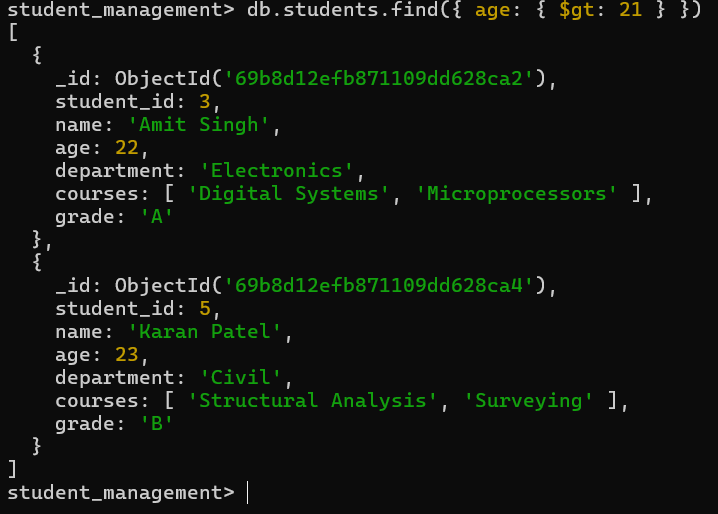 student_management> db.students.find({ age: { $gt: 21 } })
[
  {
    _id: ObjectId('69b8d12efb871109dd628ca2'),
    student_id: 3,
    name: 'Amit Singh',
    age: 22,
    department: 'Electronics',
    courses: [ 'Digital Systems', 'Microprocessors' ],
    grade: 'A'
  },
  {
    _id: ObjectId('69b8d12efb871109dd628ca4'),
    student_id: 5,
    name: 'Karan Patel',
    age: 23,
    department: 'Civil',
    courses: [ 'Structural Analysis', 'Surveying' ],
    grade: 'B'
  }
]
student_management>